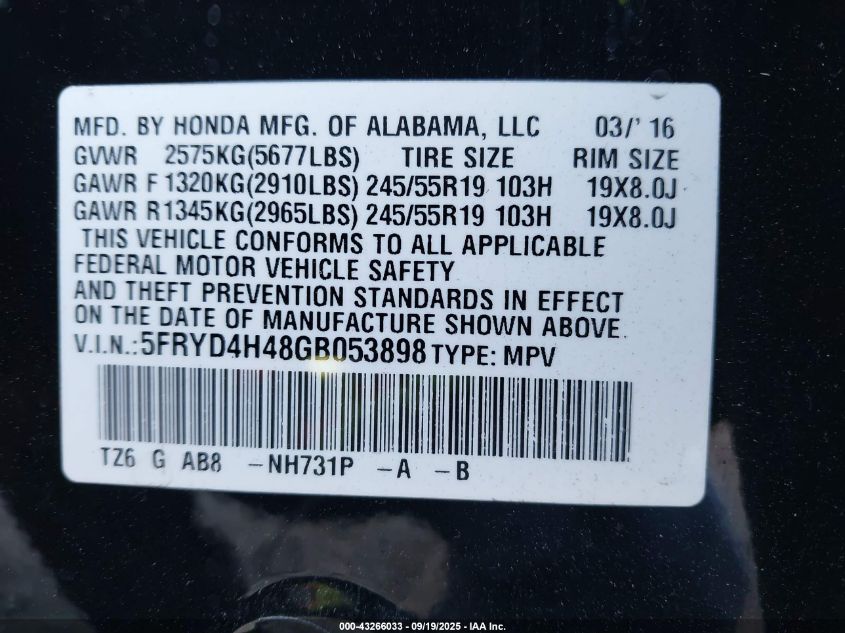 MFD. BY HONDA MFG. OF ALABAMA, LLC 03/' 16
GVWR 2575KG(5677LBS) TIRE SIZE RIM SIZE
GAWR F 1320KG(2910LBS) 245/55R19 103H 19X8.0J
GAWR R1345KG(2965LBS) 245/55R19 103H 19X8.0J
THIS VEHICLE CONFORMS TO ALL APPLICABLE
FEDERAL MOTOR VEHICLE SAFETY
AND THEFT PREVENTION STANDARDS IN EFFECT
ON THE DATE OF MANUFACTURE SHOWN ABOVE.
V.I.N.:5FRYD4H48GB053898 TYPE: MPV
TZ6 G AB8 -NH731P -A -B
000-43266033 - 09/19/2025 - IAA Inc.